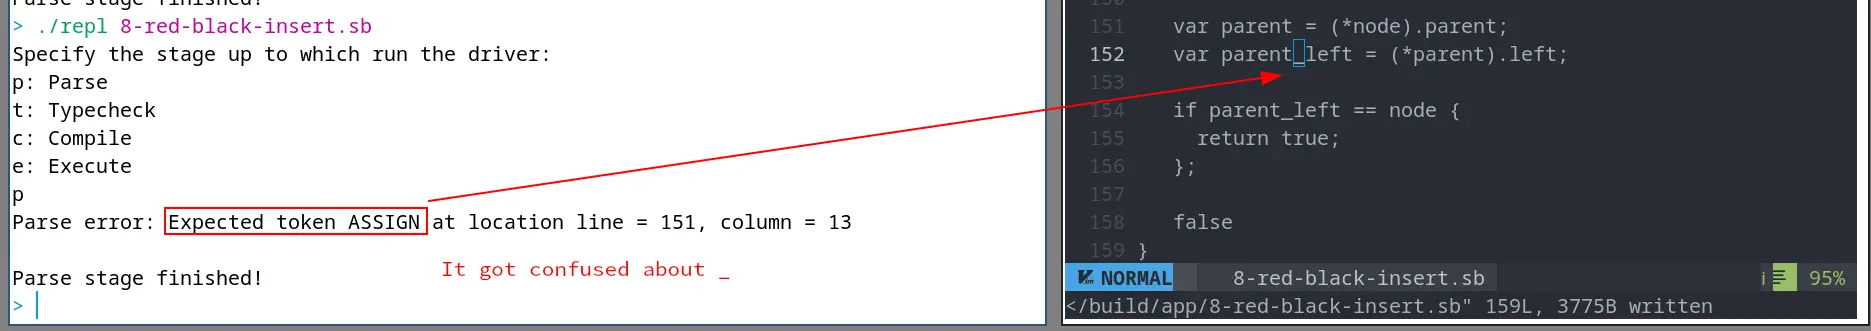 Parse stage finished!
> ./repl 8-red-black-insert.sb
Specify the stage up to which run the driver:
p: Parse
t: Typecheck
c: Compile
e: Execute
p
Parse error: Expected token ASSIGN at location line = 151, column = 13
It got confused about _
Parse stage finished!
>
150
151 var parent = (*node).parent;
152 var parent_left = (*parent).left;
153
154 if parent_left == node {
155 return true;
156 };
157
158 false
159 }
NORMAL 8-red-black-insert.sb i 95%
</build/app/8-red-black-insert.sb" 159L, 3775B written